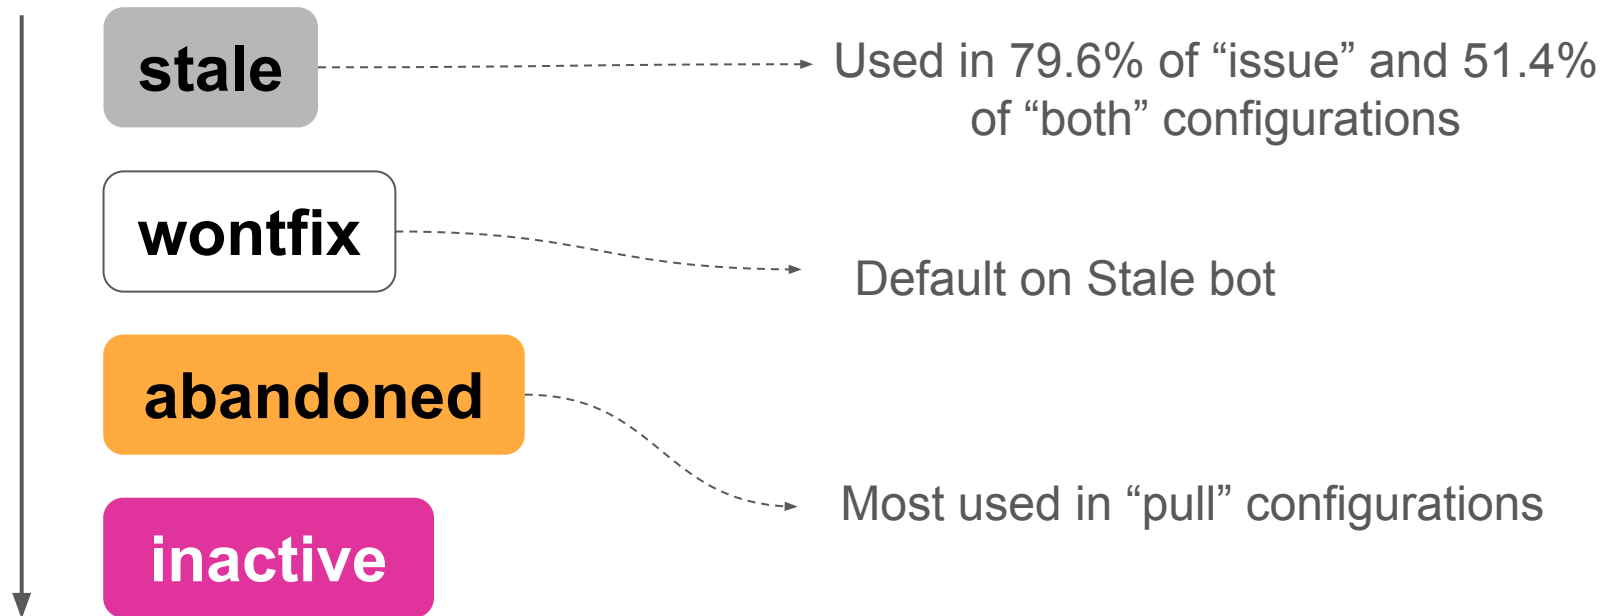 stale
Used in 79.6% of “issue” and 51.4%
of “both” configurations
wontfix
Default on Stale bot
abandoned
Most used in “pull” configurations
inactive